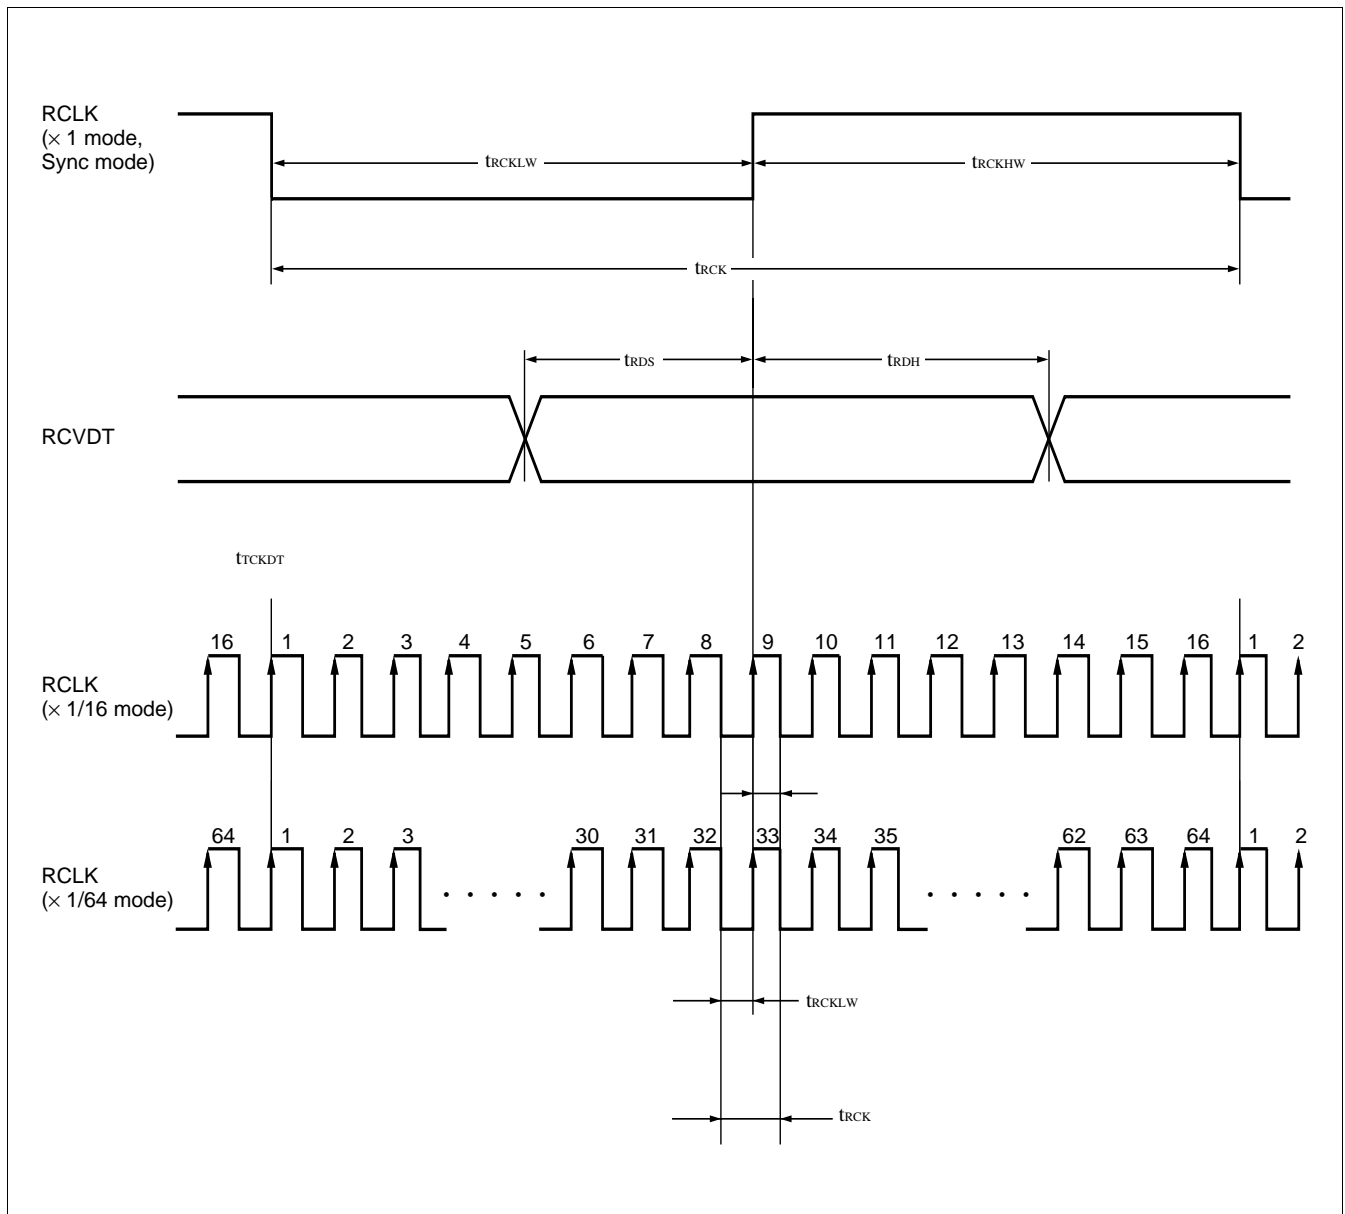 RCLK
(× 1 mode,
Sync mode)
tRCKLW
tRCKHW
tRCK
tRDS
tRDH
RCVDT
tTCKDT
16 1 2 3 4 5 6 7 8 9 10 11 12 13 14 15 16 1 2
RCLK
(× 1/16 mode)
64 1 2 3 30 31 32 33 34 35 62 63 64 1 2
RCLK
(× 1/64 mode)
. . . . . . . . . .
tRCKLW
tRCK